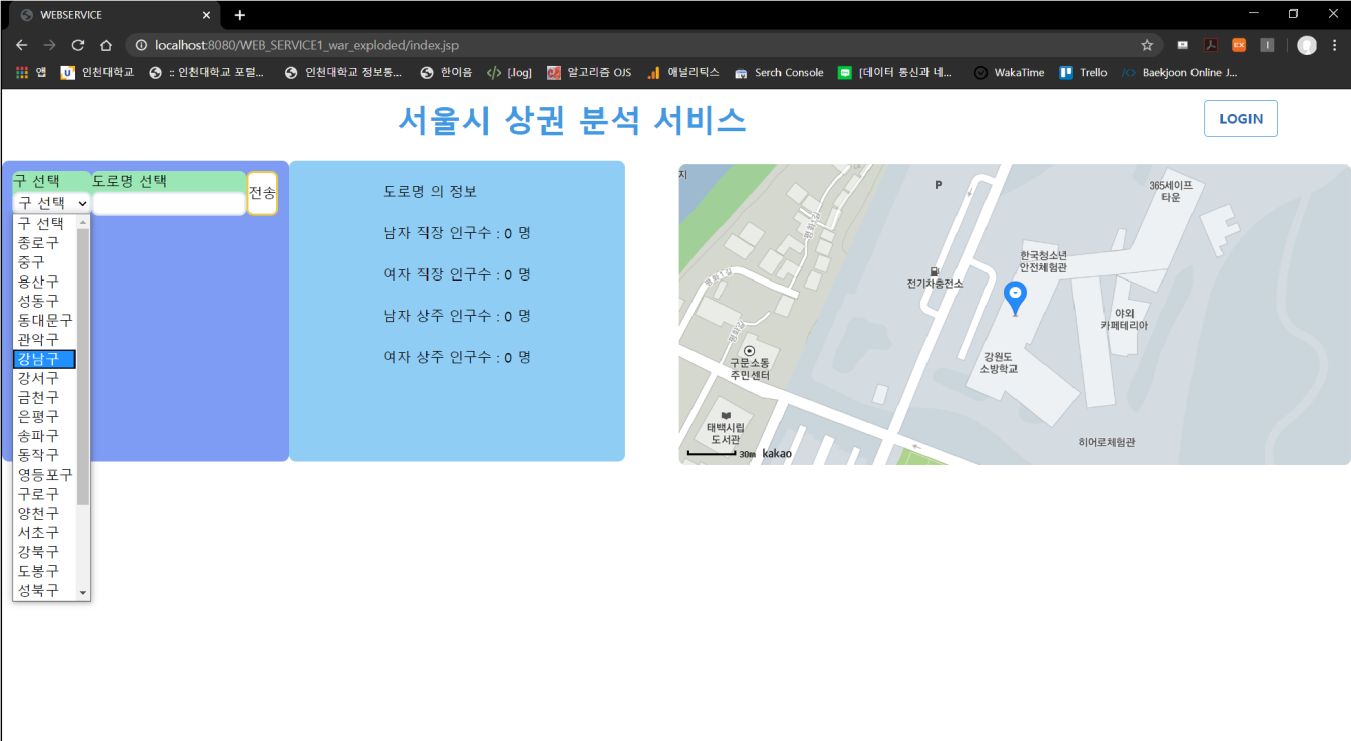 WEBSERVICE
localhost:8080/WEB_SERVICE1_war_exploded/index.jsp
앱 인천대학교 :: 인천대학교 포털... 인천대학교 정보통... 한이음 [Jog] 알고리즘 OJS 애널리틱스 Serch Console [데이터 통신과 네... WakaTime Trello Baekjoon Online J...
서울시 상권 분석 서비스
LOGIN
구 선택 도로명 선택
전송
구 선택
구 선택
종로구
중구
용산구
성동구
동대문구
관악구
강남구
강서구
금천구
은평구
송파구
동작구
영등포구
구로구
양천구
서초구
강북구
도봉구
성북구
도로명 의 정보
남자 직장 인구수 : 0 명
여자 직장 인구수 : 0 명
남자 상주 인구수 : 0 명
여자 상주 인구수 : 0 명
지
P
365세이프
타운
평화길
한국청소년
안전체험관
전기차충전소
평화1길
야외
카페테리아
평화길
구문소동
주민센터
강원도
소방학교
태백시립
도서관
히어로체험관
30m kakao